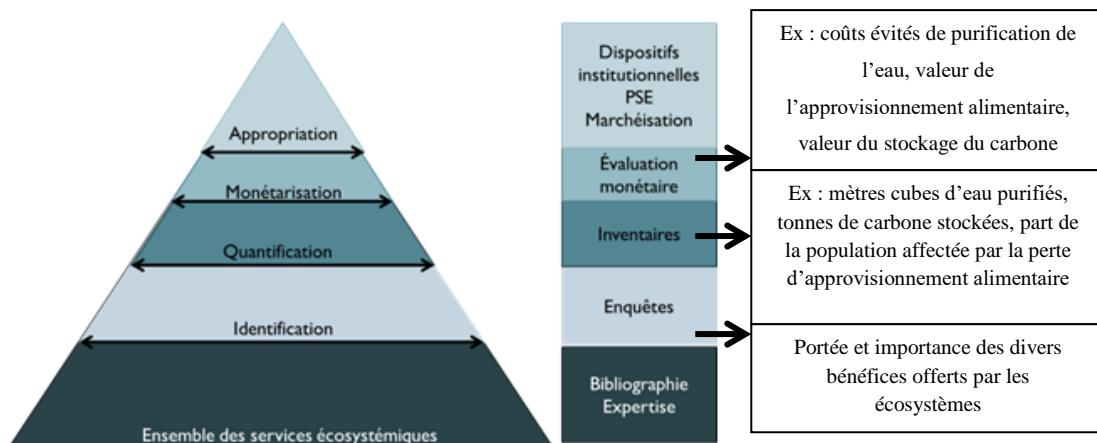 Appropriation
Monétarisation
Quantification
Identification
Ensemble des services écosystémiques
Dispositifs
institutionnelles
PSE
Marchéisation
Évaluation
monétaire
Inventaires
Enquêtes
Bibliographie
Expertise
Ex : coûts évités de purification de
l’eau, valeur de
l’approvisionnement alimentaire,
valeur du stockage du carbone
Ex : mètres cubes d’eau purifiés,
tonnes de carbone stockées, part de
la population affectée par la perte
d’approvisionnement alimentaire
Portée et importance des divers
bénéfices offerts par les
écosystèmes